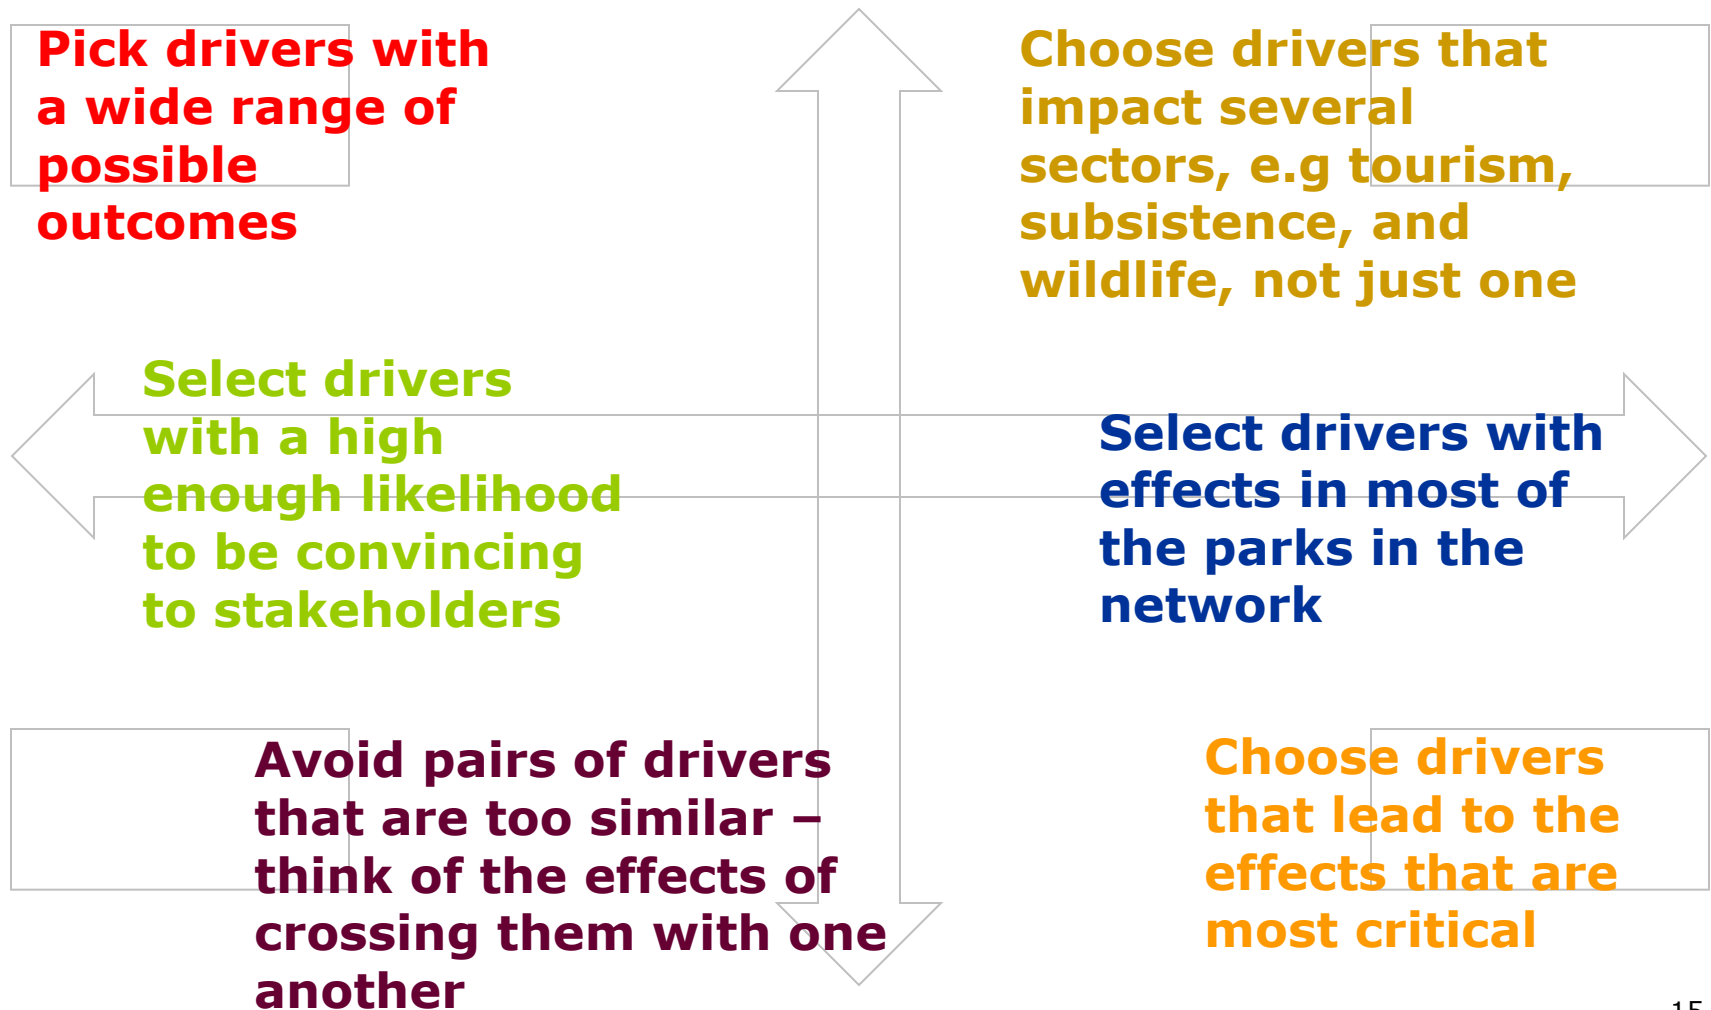 Pick drivers with
a wide range of
possible
outcomes
Choose drivers that
impact several
sectors, e.g tourism,
subsistence, and
wildlife, not just one
Select drivers
with a high
enough likelihood
to be convincing
to stakeholders
Select drivers with
effects in most of
the parks in the
network
Avoid pairs of drivers
that are too similar –
think of the effects of
crossing them with one
another
Choose drivers
that lead to the
effects that are
most critical
15